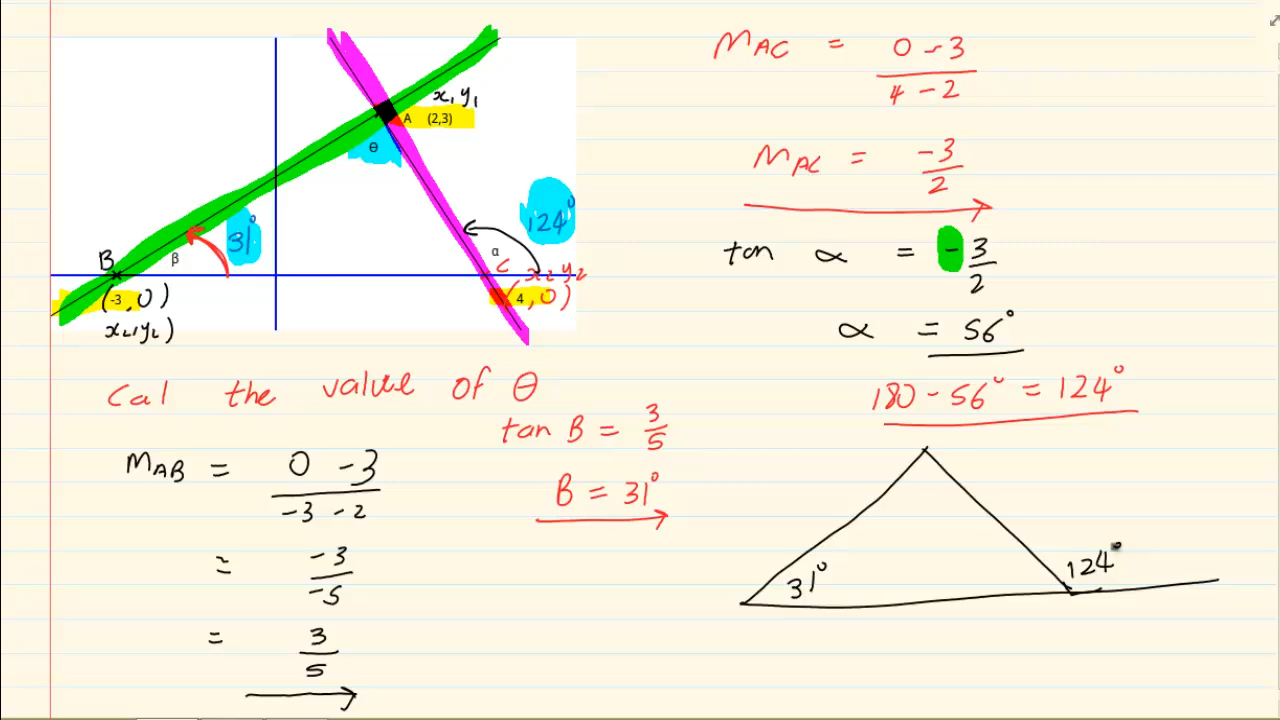 x, y1
A (2,3)
θ
124°
31°
B
β
α
C
x2 y2
(-3, 0)
(4, 0)
x2, y2)
Cal the value of θ
MAB = 0 - 3
-3 - 2
= -3
-5
= 3
5
tan B = 3
5
B = 31°
MAC = 0 - 3
4 - 2
MAC = -3
2
tan α = - 3
2
α = 56°
180 - 56° = 124°
31°
124°